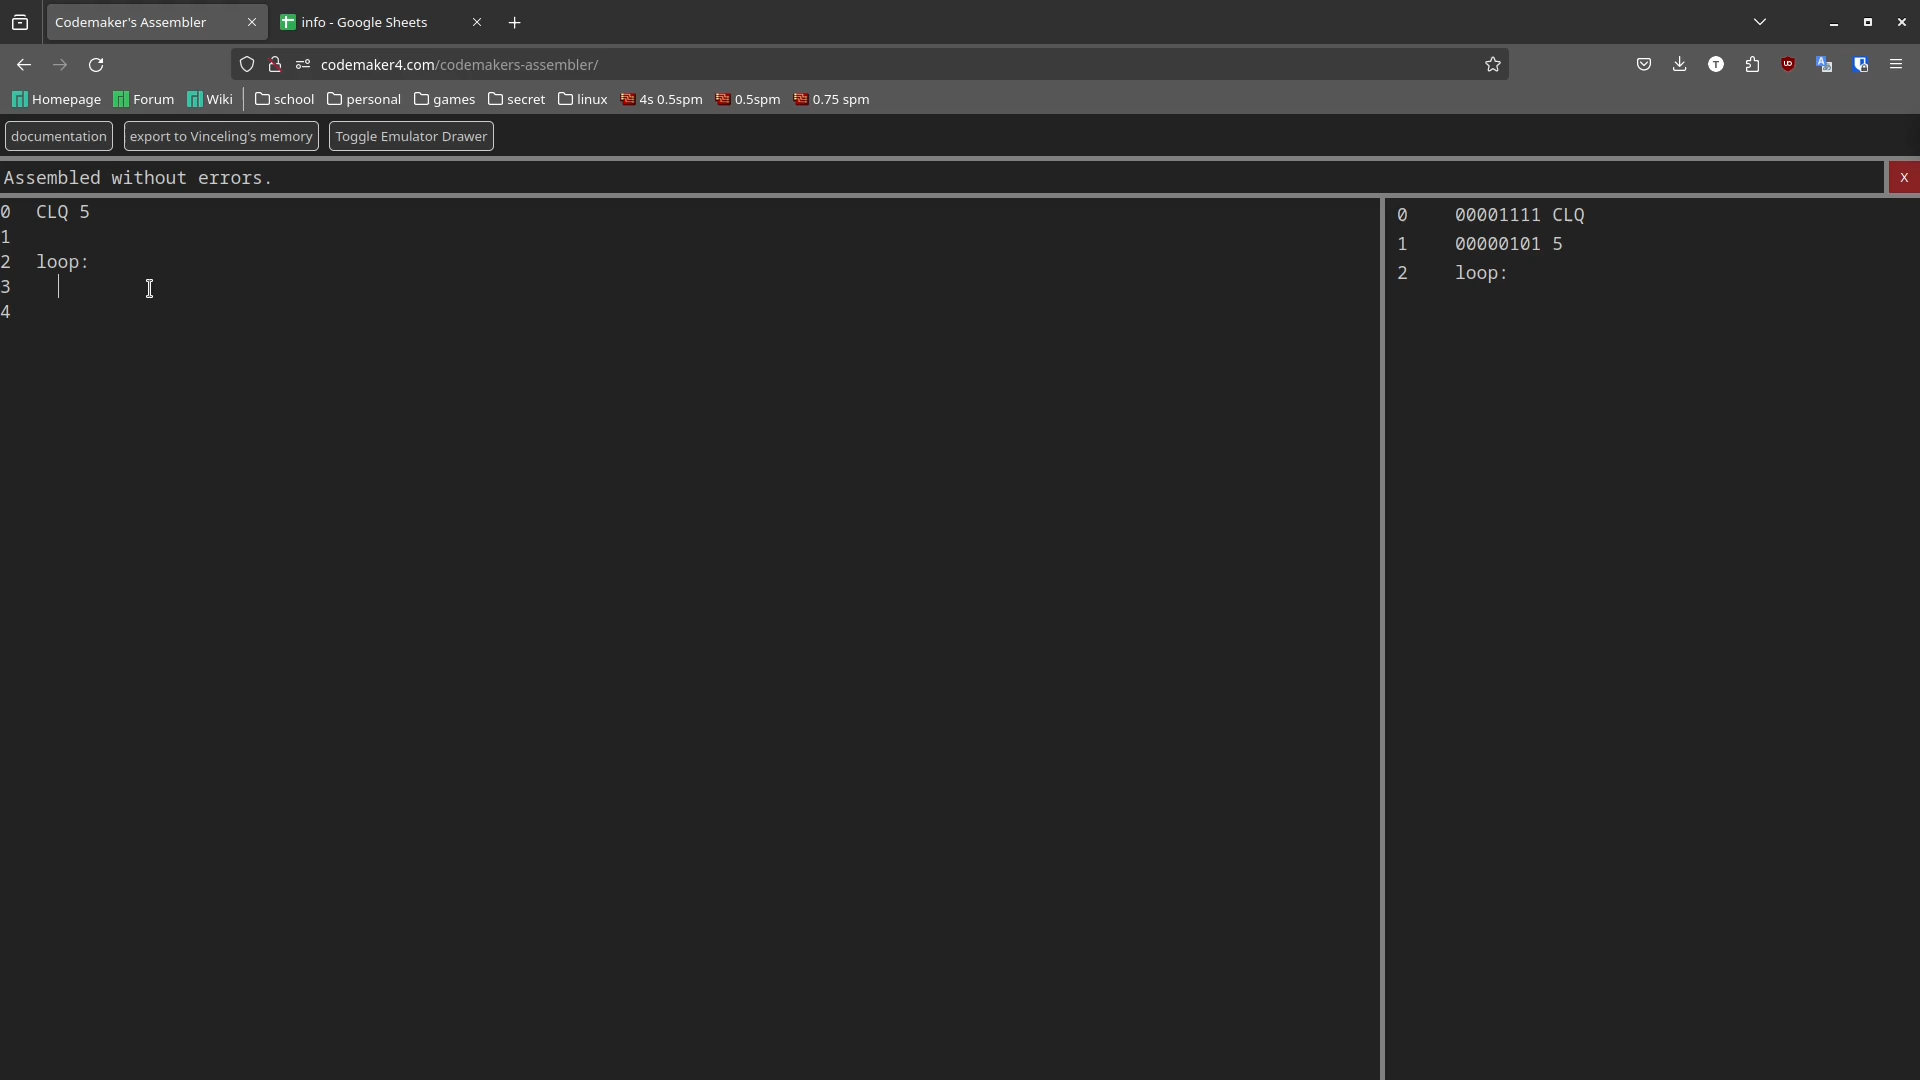 Codemaker's Assembler
info - Google Sheets
codemaker4.com/codemakers-assembler/
Homepage Forum Wiki school personal games secret linux 4s 0.5spm 0.5spm 0.75 spm
documentation export to Vinceling's memory Toggle Emulator Drawer
Assembled without errors. X
0 CLQ 5
1
2 loop:
3
4
0 00001111 CLQ
1 00000101 5
2 loop: